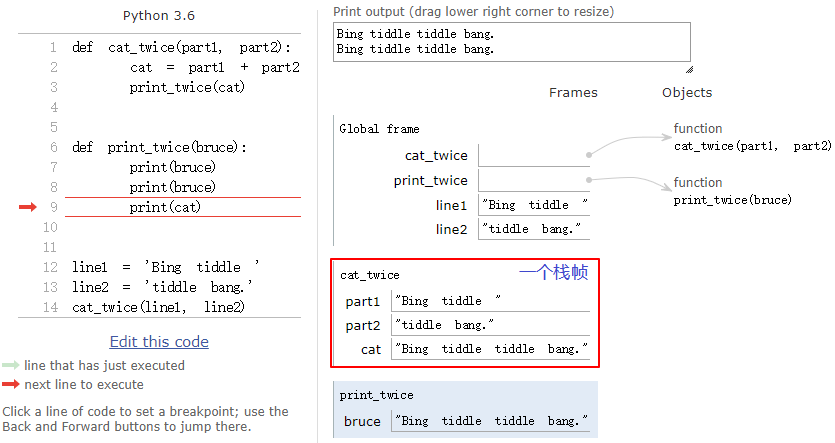 Python 3.6
1 def cat_twice(part1, part2):
2 cat = part1 + part2
3 print_twice(cat)
4
5
6 def print_twice(bruce):
7 print(bruce)
8 print(bruce)
9 print(cat)
10
11
12 line1 = 'Bing tiddle '
13 line2 = 'tiddle bang.'
14 cat_twice(line1, line2)
Edit this code
line that has just executed
next line to execute
Click a line of code to set a breakpoint; use the
Back and Forward buttons to jump there.
Print output (drag lower right corner to resize)
Bing tiddle tiddle bang.
Bing tiddle tiddle bang.
Frames Objects
Global frame
cat_twice
print_twice
line1 "Bing tiddle "
line2 "tiddle bang."
function
cat_twice(part1, part2)
function
print_twice(bruce)
cat_twice 一个栈帧
part1 "Bing tiddle "
part2 "tiddle bang."
cat "Bing tiddle tiddle bang."
print_twice
bruce "Bing tiddle tiddle bang."